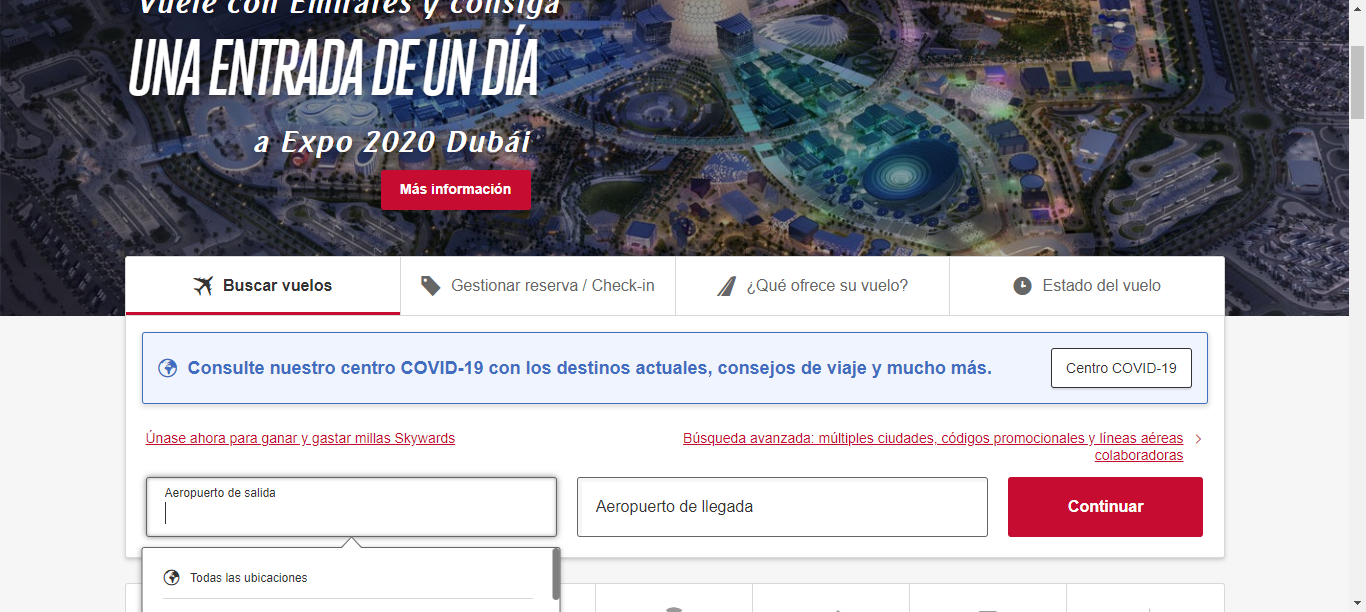 Vuele con Emirates y consiga
UNA ENTRADA DE UN DÍA
a Expo 2020 Dubái
Más información
Buscar vuelos
Gestionar reserva / Check-in
¿Qué ofrece su vuelo?
Estado del vuelo
Consulte nuestro centro COVID-19 con los destinos actuales, consejos de viaje y mucho más.
Centro COVID-19
Únase ahora para ganar y gastar millas Skywards
Búsqueda avanzada: múltiples ciudades, códigos promocionales y líneas aéreas
colaboradoras
Aeropuerto de salida
Aeropuerto de llegada
Continuar
Todas las ubicaciones